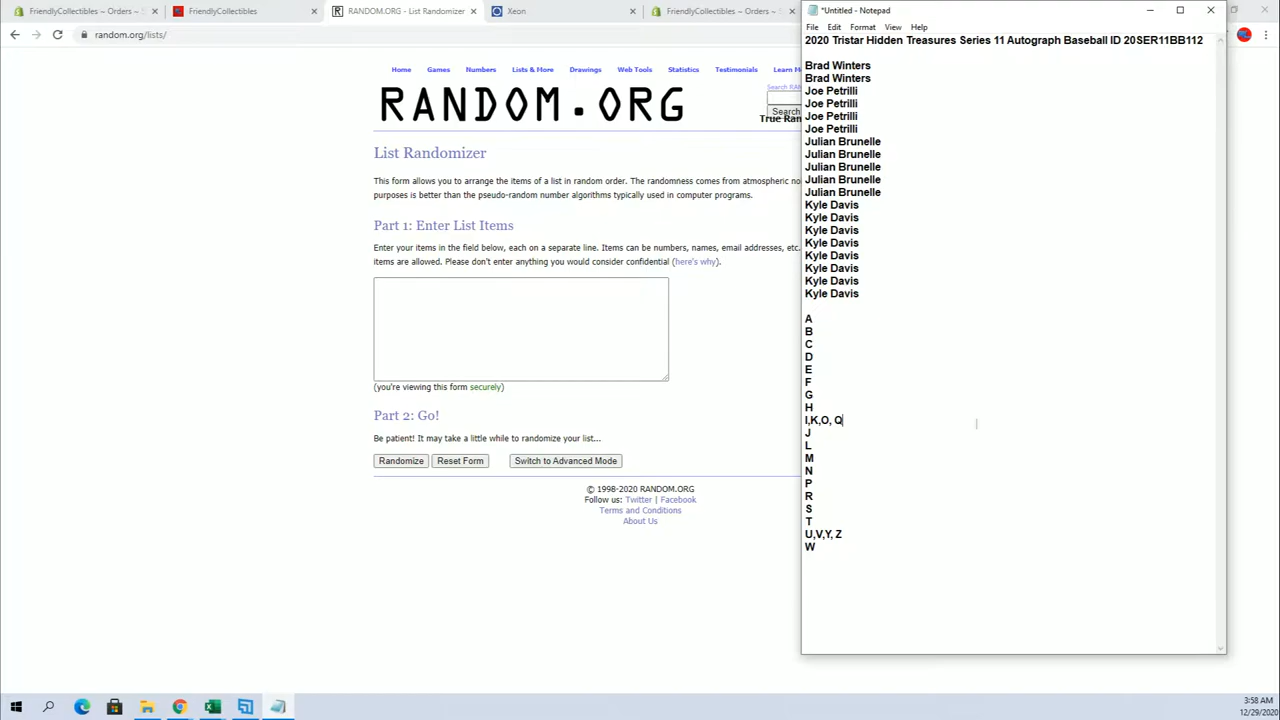 FriendlyCollectibles – Orders –
FriendlyCollectibles
RANDOM.ORG - List Randomizer
Xeon
FriendlyCollectibles – Orders – S
random.org/lists/
Home Games Numbers Lists & More Drawings Web Tools Statistics Testimonials Learn M
Search RAN
RANDOM.ORG
Search
True Ran
List Randomizer
This form allows you to arrange the items of a list in random order. The randomness comes from atmospheric no
purposes is better than the pseudo-random number algorithms typically used in computer programs.
Part 1: Enter List Items
Enter your items in the field below, each on a separate line. Items can be numbers, names, email addresses, etc.
items are allowed. Please don't enter anything you would consider confidential (here's why).
(you're viewing this form securely)
Part 2: Go!
Be patient! It may take a little while to randomize your list...
Randomize Reset Form Switch to Advanced Mode
© 1998-2020 RANDOM.ORG
Follow us: Twitter | Facebook
Terms and Conditions
About Us
*Untitled - Notepad
File Edit Format View Help
2020 Tristar Hidden Treasures Series 11 Autograph Baseball ID 20SER11BB112
Brad Winters
Brad Winters
Joe Petrilli
Joe Petrilli
Joe Petrilli
Joe Petrilli
Julian Brunelle
Julian Brunelle
Julian Brunelle
Julian Brunelle
Julian Brunelle
Kyle Davis
Kyle Davis
Kyle Davis
Kyle Davis
Kyle Davis
Kyle Davis
Kyle Davis
Kyle Davis
A
B
C
D
E
F
G
H
I,K,O, Q
J
L
M
N
P
R
S
T
U,V,Y, Z
W
3:58 AM
12/29/2020